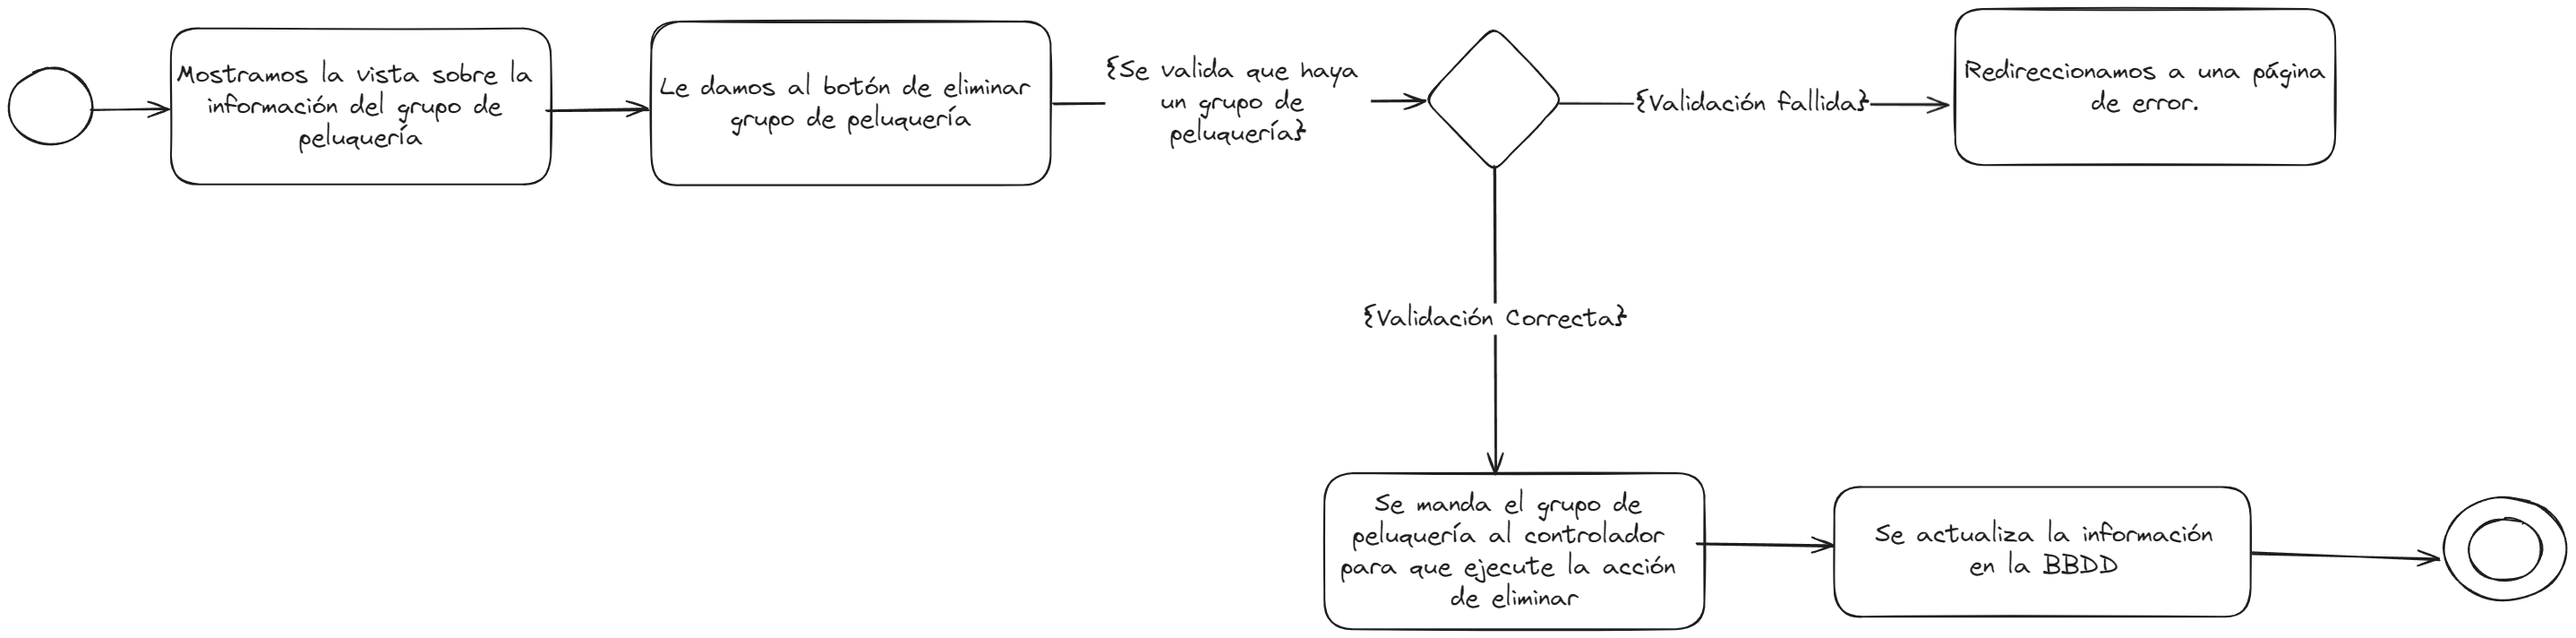 Mostramos la vista sobre la
información del grupo de
peluquería
Le damos al botón de eliminar
grupo de peluquería
{Se valida que haya
un grupo de
peluquería}
{Validación fallida}
Redireccionamos a una página
de error.
{Validación Correcta}
Se manda el grupo de
peluquería al controlador
para que ejecute la acción
de eliminar
Se actualiza la información
en la BBDD